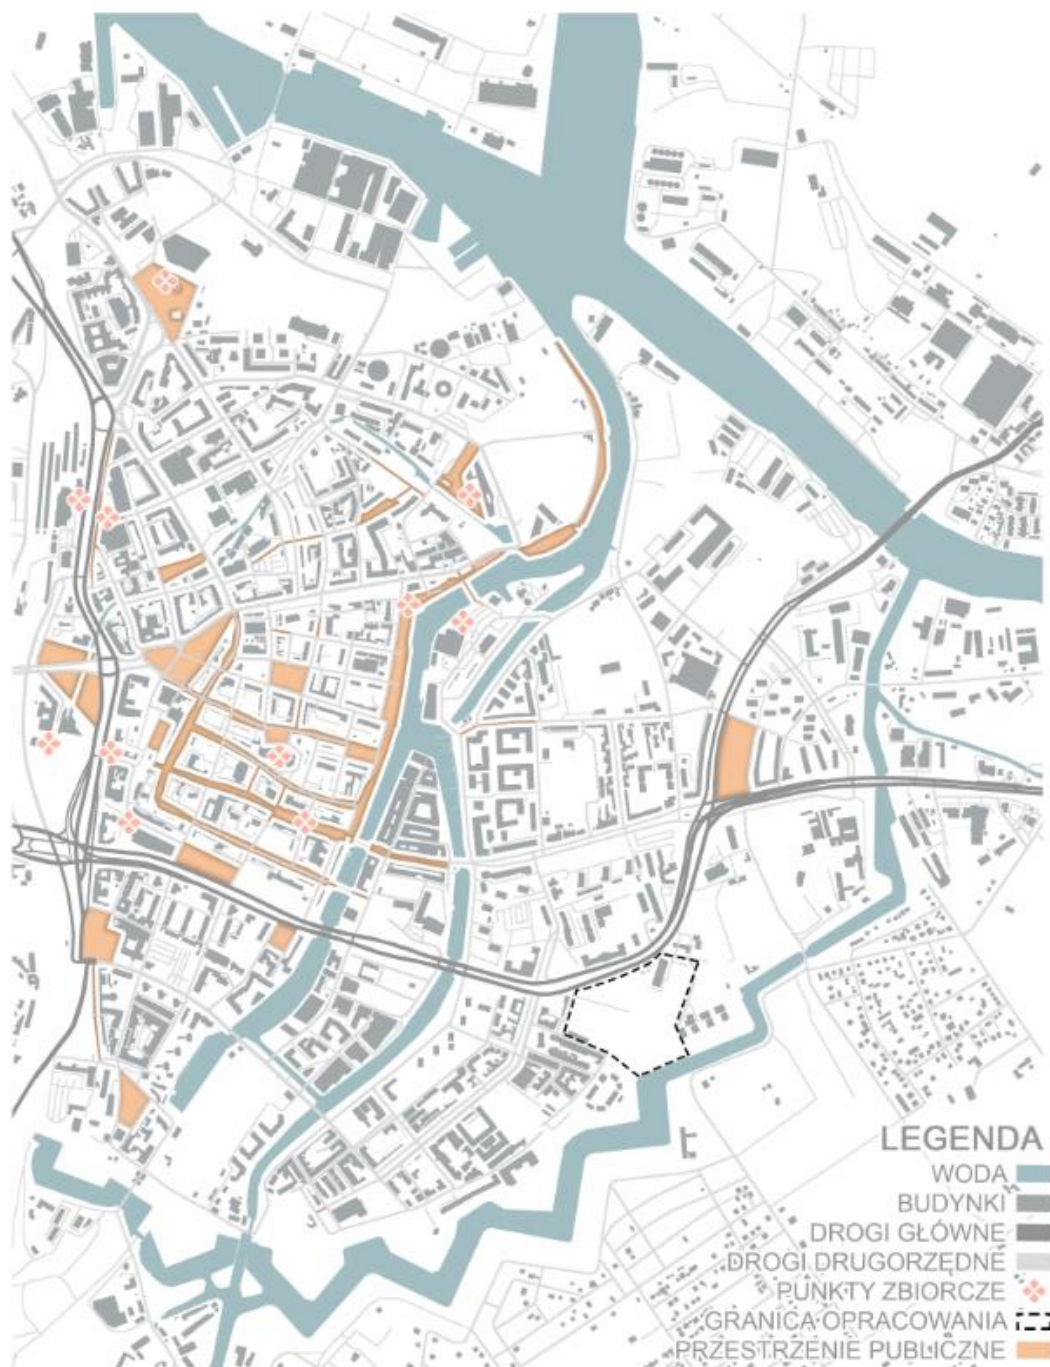 LEGENDA
WODA
BUDYNKI
DROGI GŁÓWNE
DROGI DRUGORZĘDNE
PUNKTY ZBIORCZE
GRANICA OPRACOWANIA
PRZESTRZENIE PUBLICZNE